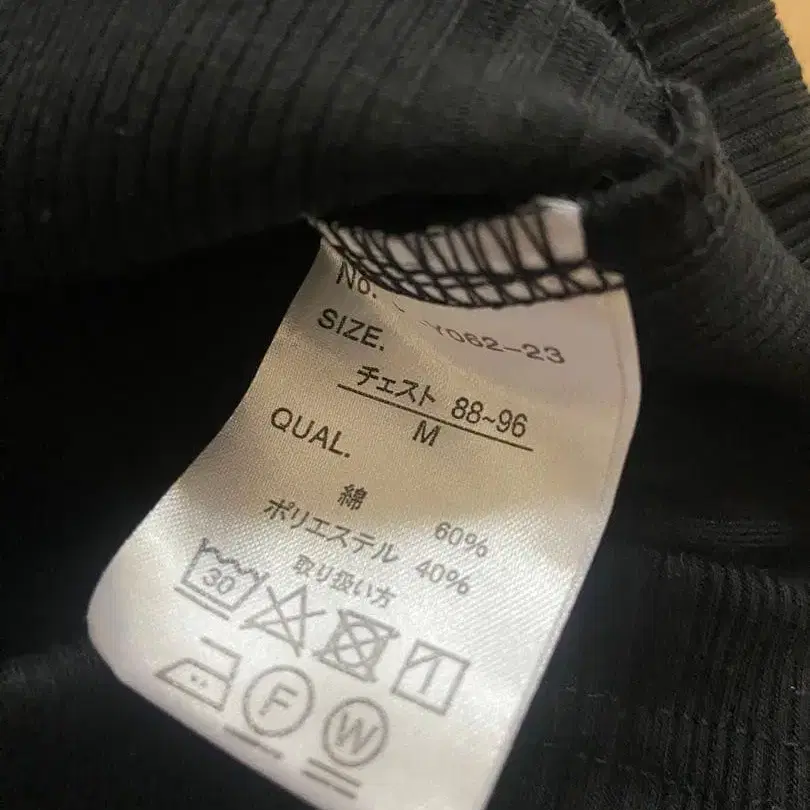 No. Y062-23
SIZE.
チェスト 88~96
M
QUAL.
綿 60%
ポリエステル 40%
取り扱い方
30
F
W